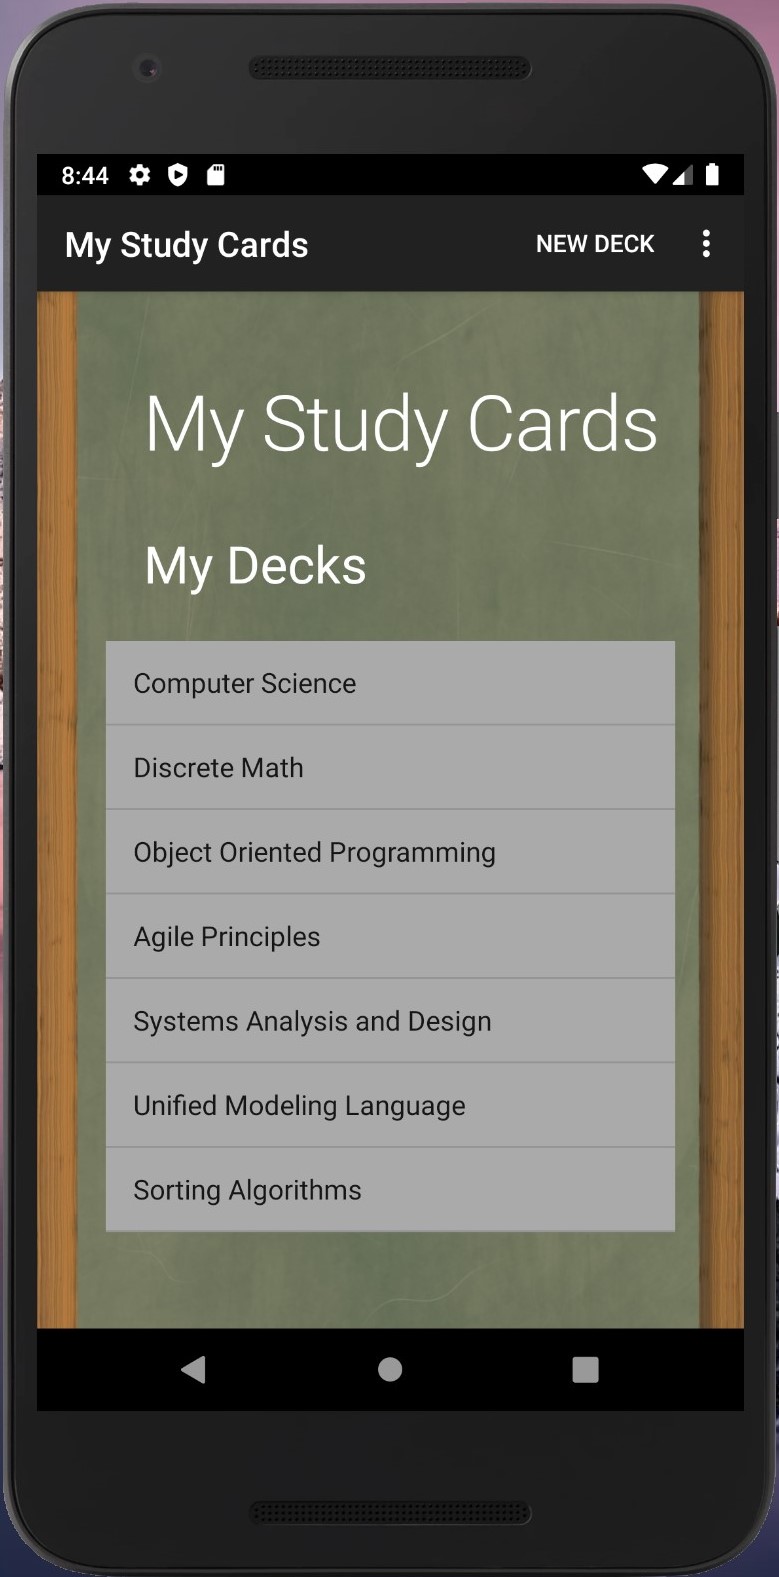 8:44
My Study Cards NEW DECK
My Study Cards
My Decks
Computer Science
Discrete Math
Object Oriented Programming
Agile Principles
Systems Analysis and Design
Unified Modeling Language
Sorting Algorithms